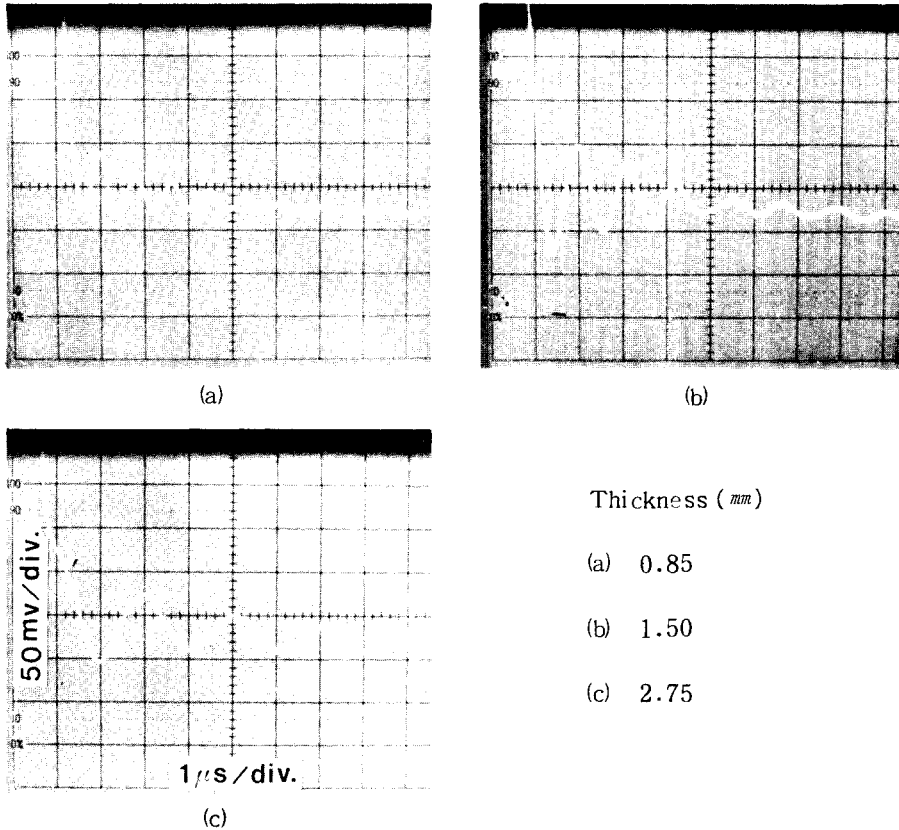 (a)
(b)
50mv/div.
1μs/div.
(c)
Thickness (mm)
(a) 0.85
(b) 1.50
(c) 2.75